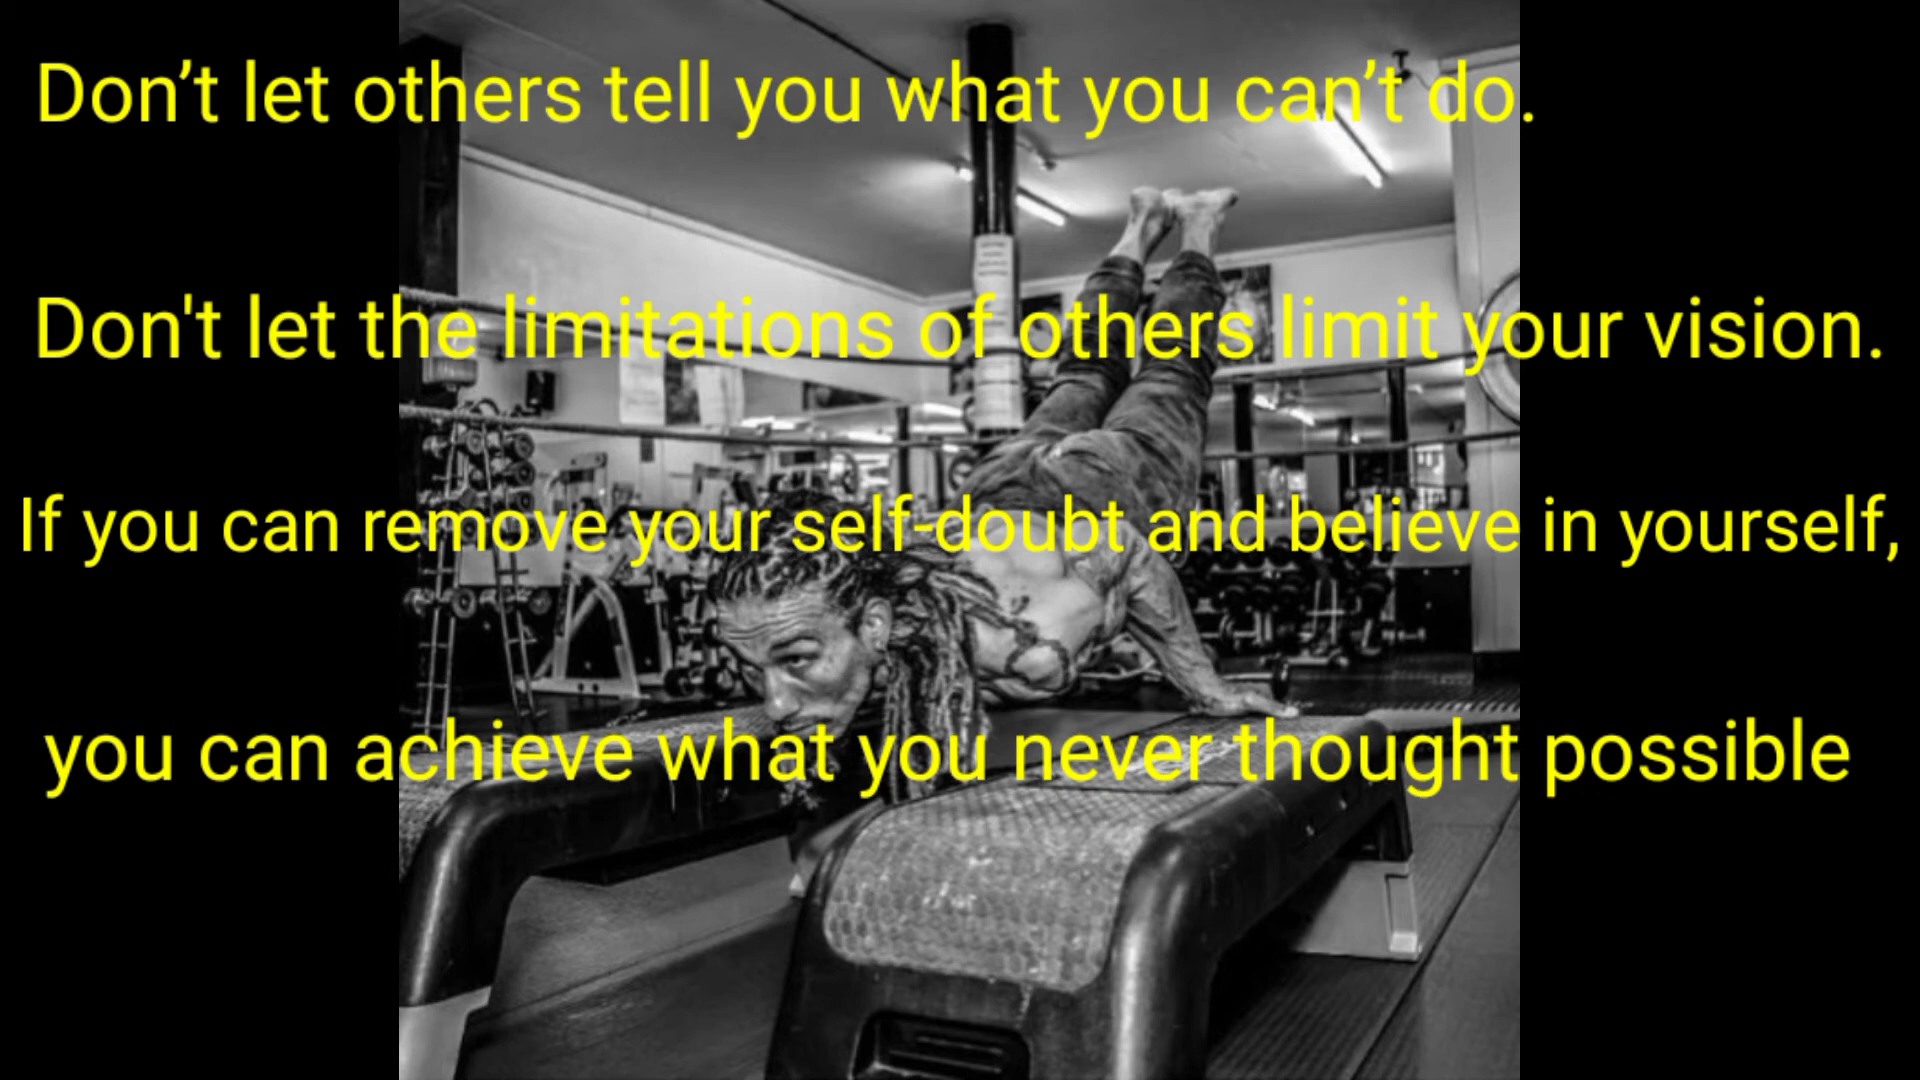 Don’t let others tell you what you can’t do.
Don't let the limitations of others limit your vision.
If you can remove your self-doubt and believe in yourself,
you can achieve what you never thought possible